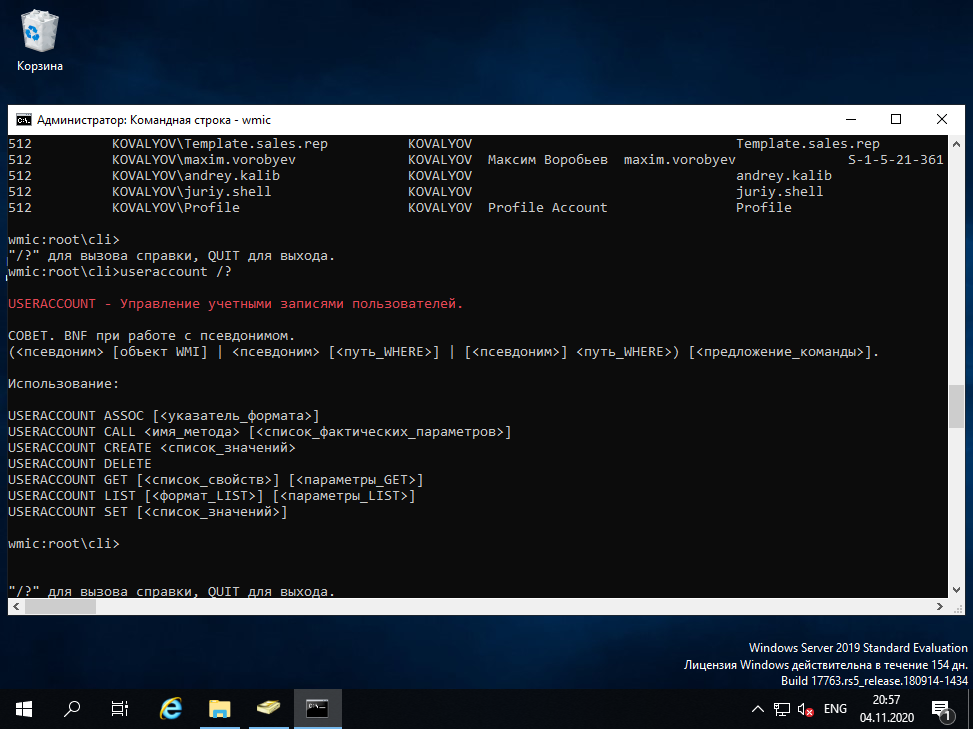 Корзина
Администратор: Командная строка - wmic
512 KOVALYOV\Template.sales.rep KOVALYOV Template.sales.rep
512 KOVALYOV\maxim.vorobyev KOVALYOV Максим Воробьев maxim.vorobyev S-1-5-21-361
512 KOVALYOV\andrey.kalib KOVALYOV andrey.kalib
512 KOVALYOV\juriy.shell KOVALYOV juriy.shell
512 KOVALYOV\Profile KOVALYOV Profile Account Profile
wmic:root\cli>
"/?" для вызова справки, QUIT для выхода.
wmic:root\cli>useraccount /?
USERACCOUNT - Управление учетными записями пользователей.
СОВЕТ. BNF при работе с псевдонимом.
(<псевдоним> [объект WMI] | <псевдоним> [<путь_WHERE>] | [<псевдоним>] <путь_WHERE>) [<предложение_команды>].
Использование:
USERACCOUNT ASSOC [<указатель_формата>]
USERACCOUNT CALL <имя_метода> [<список_фактических_параметров>]
USERACCOUNT CREATE <список_значений>
USERACCOUNT DELETE
USERACCOUNT GET [<список_свойств>] [<параметры_GET>]
USERACCOUNT LIST [<формат_LIST>] [<параметры_LIST>]
USERACCOUNT SET [<список_значений>]
wmic:root\cli>
"/?" для вызова справки, QUIT для выхода.
Windows Server 2019 Standard Evaluation
Лицензия Windows действительна в течение 154 дн.
Build 17763.rs5_release.180914-1434
ENG
20:57
04.11.2020
1